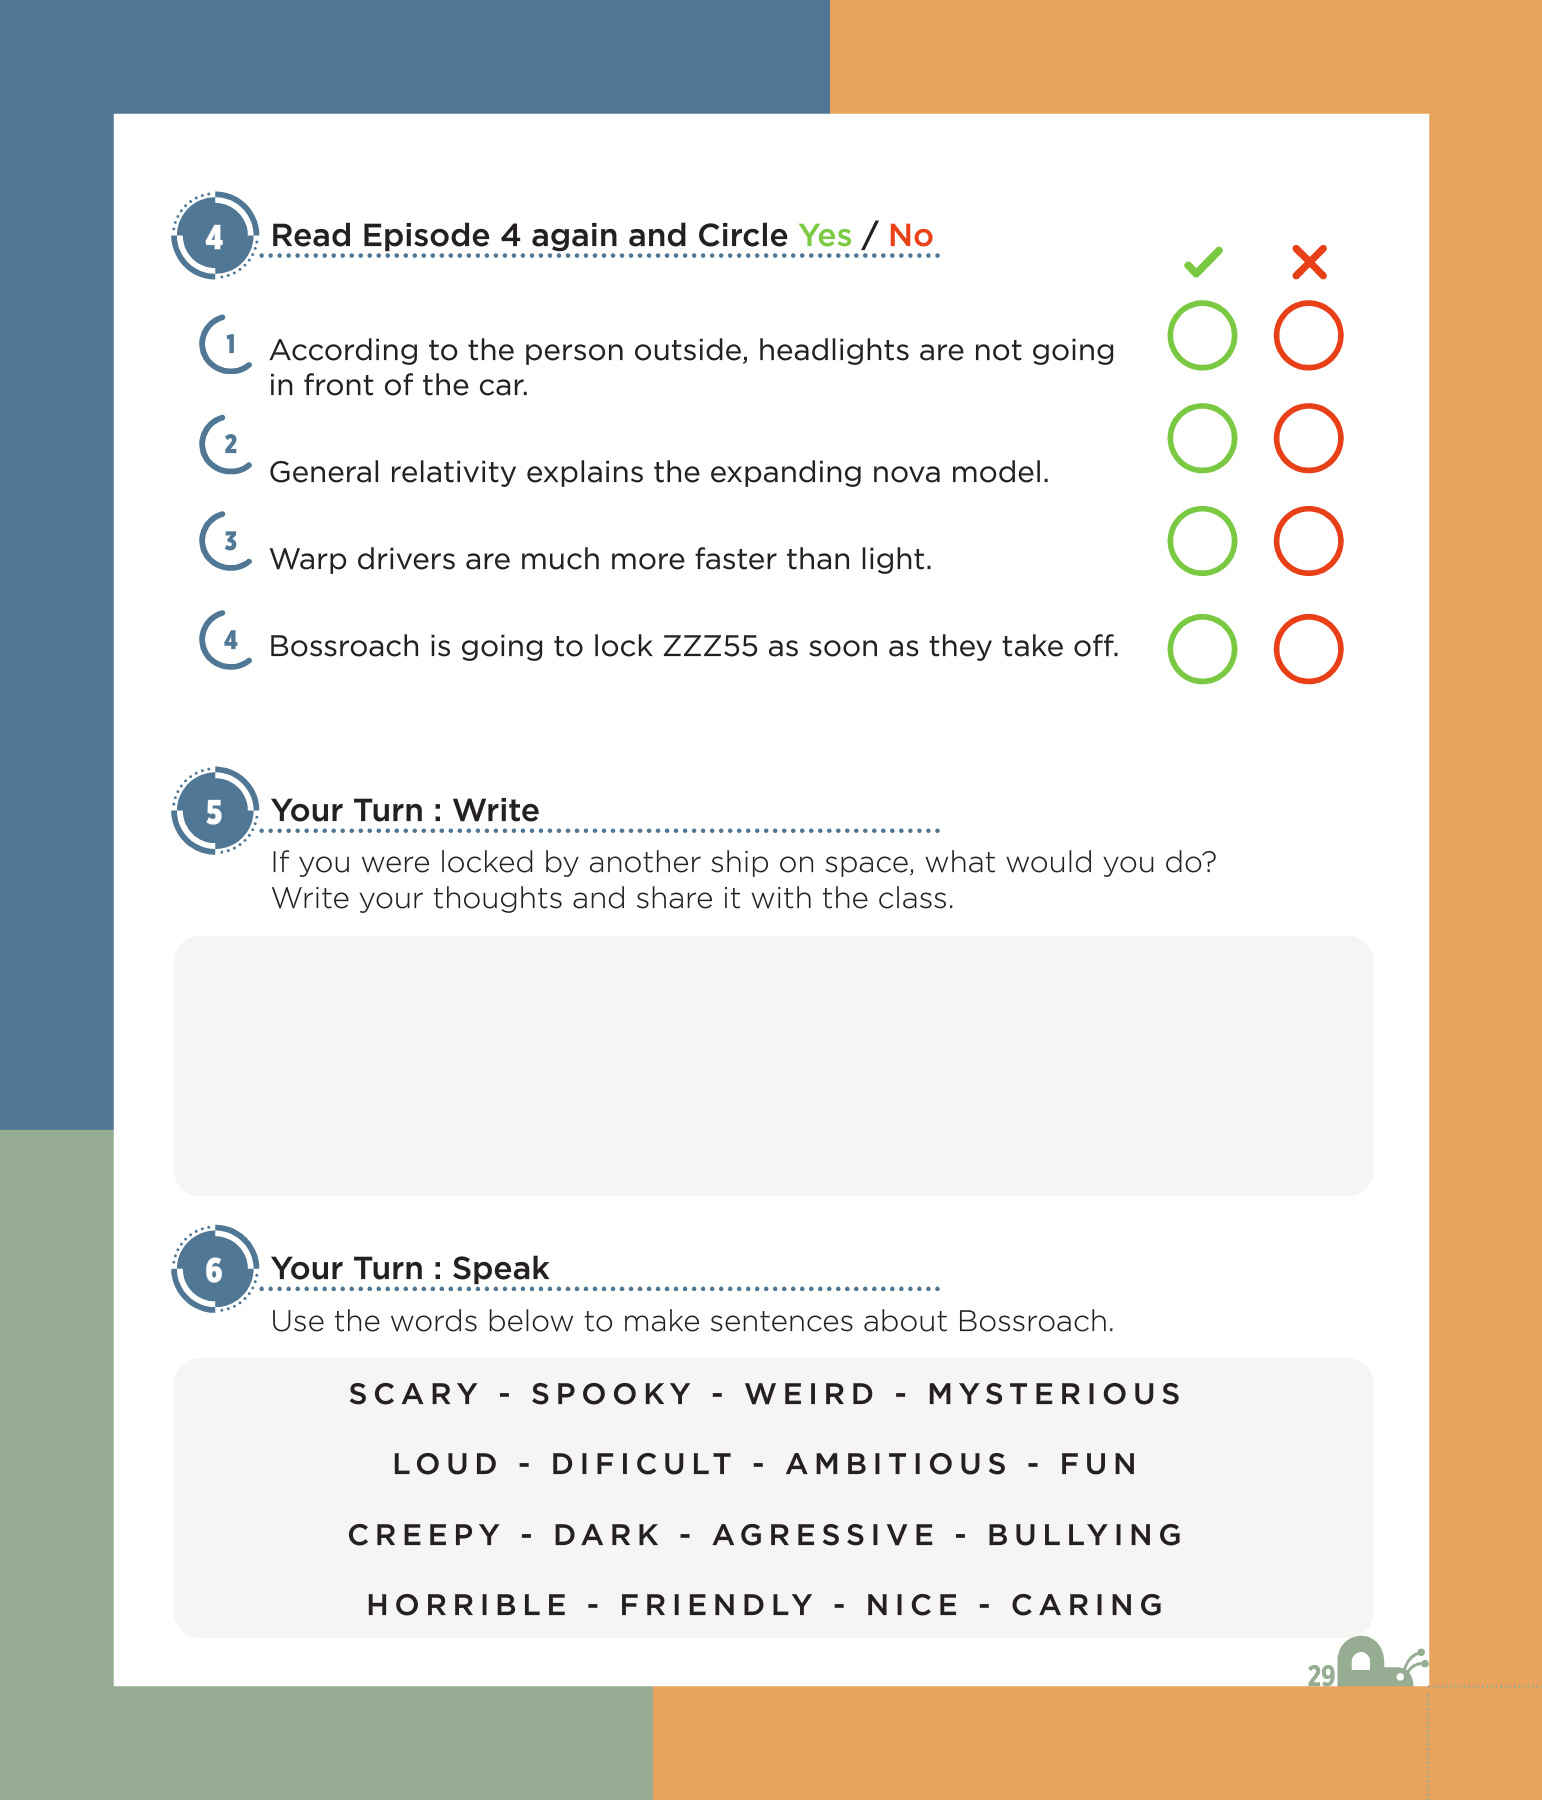 4 Read Episode 4 again and Circle Yes / No
1 According to the person outside, headlights are not going
in front of the car.
2 General relativity explains the expanding nova model.
3 Warp drivers are much more faster than light.
4 Bossroach is going to lock ZZZ55 as soon as they take off.
5 Your Turn : Write
If you were locked by another ship on space, what would you do?
Write your thoughts and share it with the class.
6 Your Turn : Speak
Use the words below to make sentences about Bossroach.
SCARY - SPOOKY - WEIRD - MYSTERIOUS
LOUD - DIFICULT - AMBITIOUS - FUN
CREEPY - DARK - AGRESSIVE - BULLYING
HORRIBLE - FRIENDLY - NICE - CARING
29